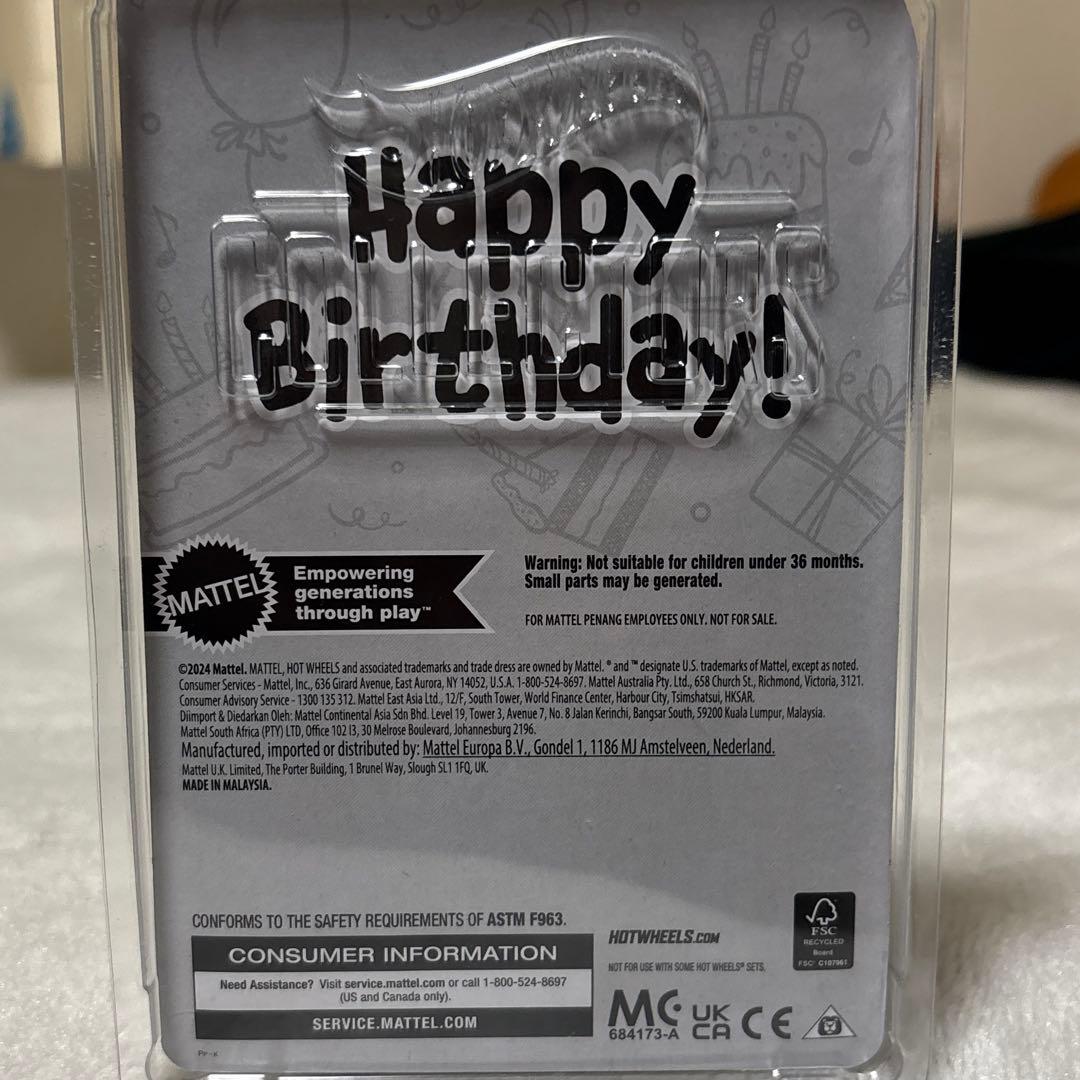 Happy
Birthday!
MATTEL
Empowering
generations
through play™
Warning: Not suitable for children under 36 months.
Small parts may be generated.
FOR MATTEL PENANG EMPLOYEES ONLY. NOT FOR SALE.
©2024 Mattel. MATTEL, HOT WHEELS and associated trademarks and trade dress are owned by Mattel. ® and ™ designate U.S. trademarks of Mattel, except as noted.
Consumer Services - Mattel, Inc., 636 Girard Avenue, East Aurora, NY 14052, U.S.A. 1-800-524-8697. Mattel Australia Pty. Ltd., 658 Church St., Richmond, Victoria, 3121.
Consumer Advisory Service - 1300 135 312. Mattel East Asia Ltd., 12/F, South Tower, World Finance Center, Harbour City, Tsimshatsui, HKSAR.
Diimport & Diedarkan Oleh: Mattel Continental Asia Sdn Bhd. Level 19, Tower 3, Avenue 7, No. 8 Jalan Kerinchi, Bangsar South, 59200 Kuala Lumpur, Malaysia.
Mattel South Africa (PTY) LTD, Office 102 I3, 30 Melrose Boulevard, Johannesburg 2196.
Manufactured, imported or distributed by: Mattel Europa B.V., Gondel 1, 1186 MJ Amstelveen, Nederland.
Mattel U.K. Limited, The Porter Building, 1 Brunel Way, Slough SL1 1FQ, UK.
MADE IN MALAYSIA.
CONFORMS TO THE SAFETY REQUIREMENTS OF ASTM F963.
CONSUMER INFORMATION
Need Assistance? Visit service.mattel.com or call 1-800-524-8697
(US and Canada only).
SERVICE.MATTEL.COM
HOTWHEELS.COM
NOT FOR USE WITH SOME HOT WHEELS® SETS.
FSC
RECYCLED
Board
FSC® C107961
MC
684173-A
UK
CA
CE
PP-K